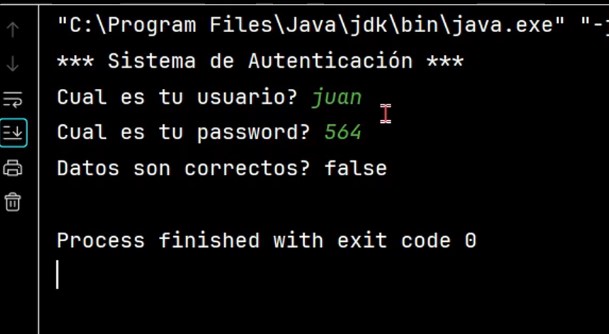 "C:\Program Files\Java\jdk\bin\java.exe" "-j
*** Sistema de Autenticación ***
Cual es tu usuario? juan
Cual es tu password? 564
Datos son correctos? false
Process finished with exit code 0